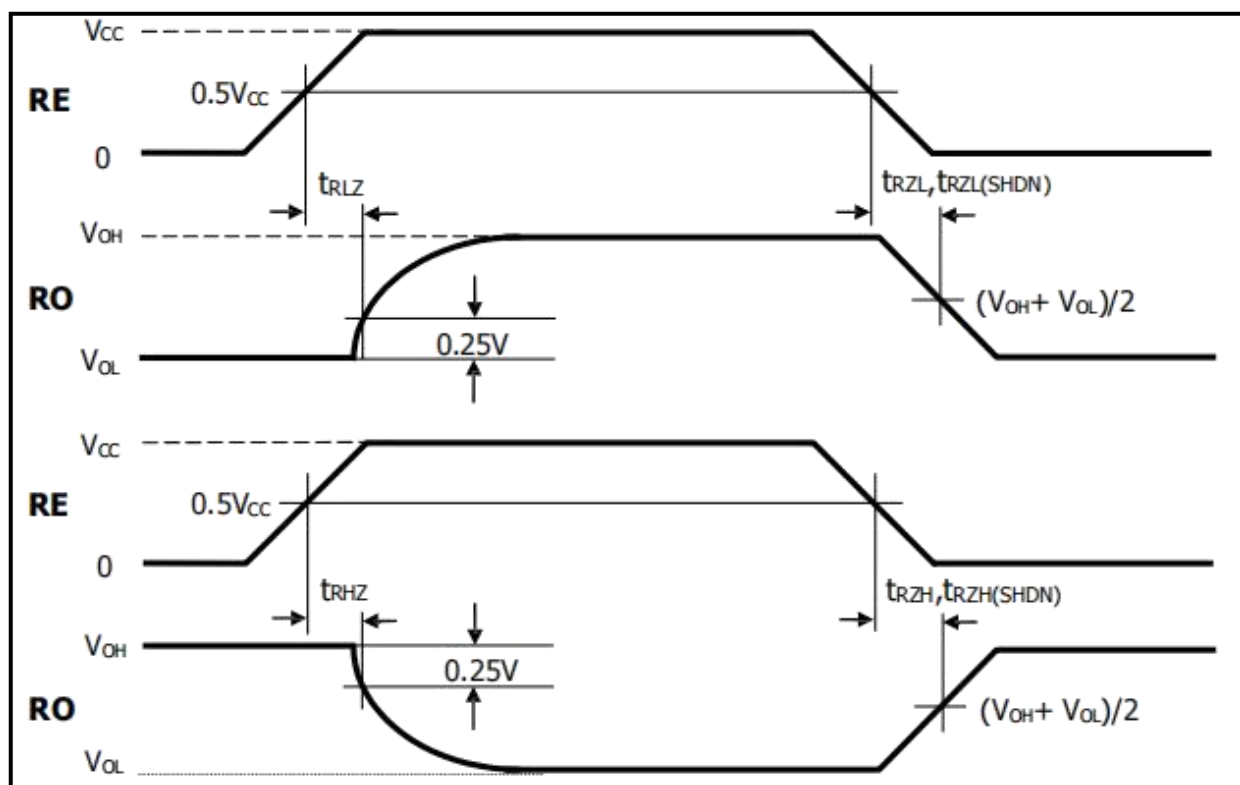 VCC
RE
0.5VCC
0
tRLZ
tRZL,tRZL(SHDN)
VOH
RO
(VOH+ VOL)/2
0.25V
VOL
VCC
RE
0.5VCC
0
tRHZ
tRZH,tRZH(SHDN)
VOH
0.25V
RO
(VOH+ VOL)/2
VOL